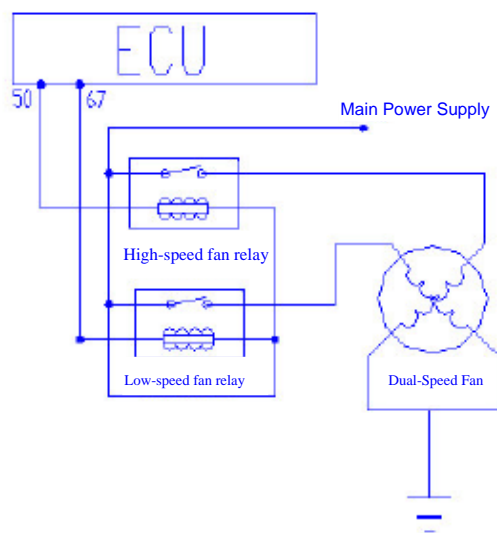 ECU
50 67
Main Power Supply
High-speed fan relay
Low-speed fan relay
Dual-Speed Fan